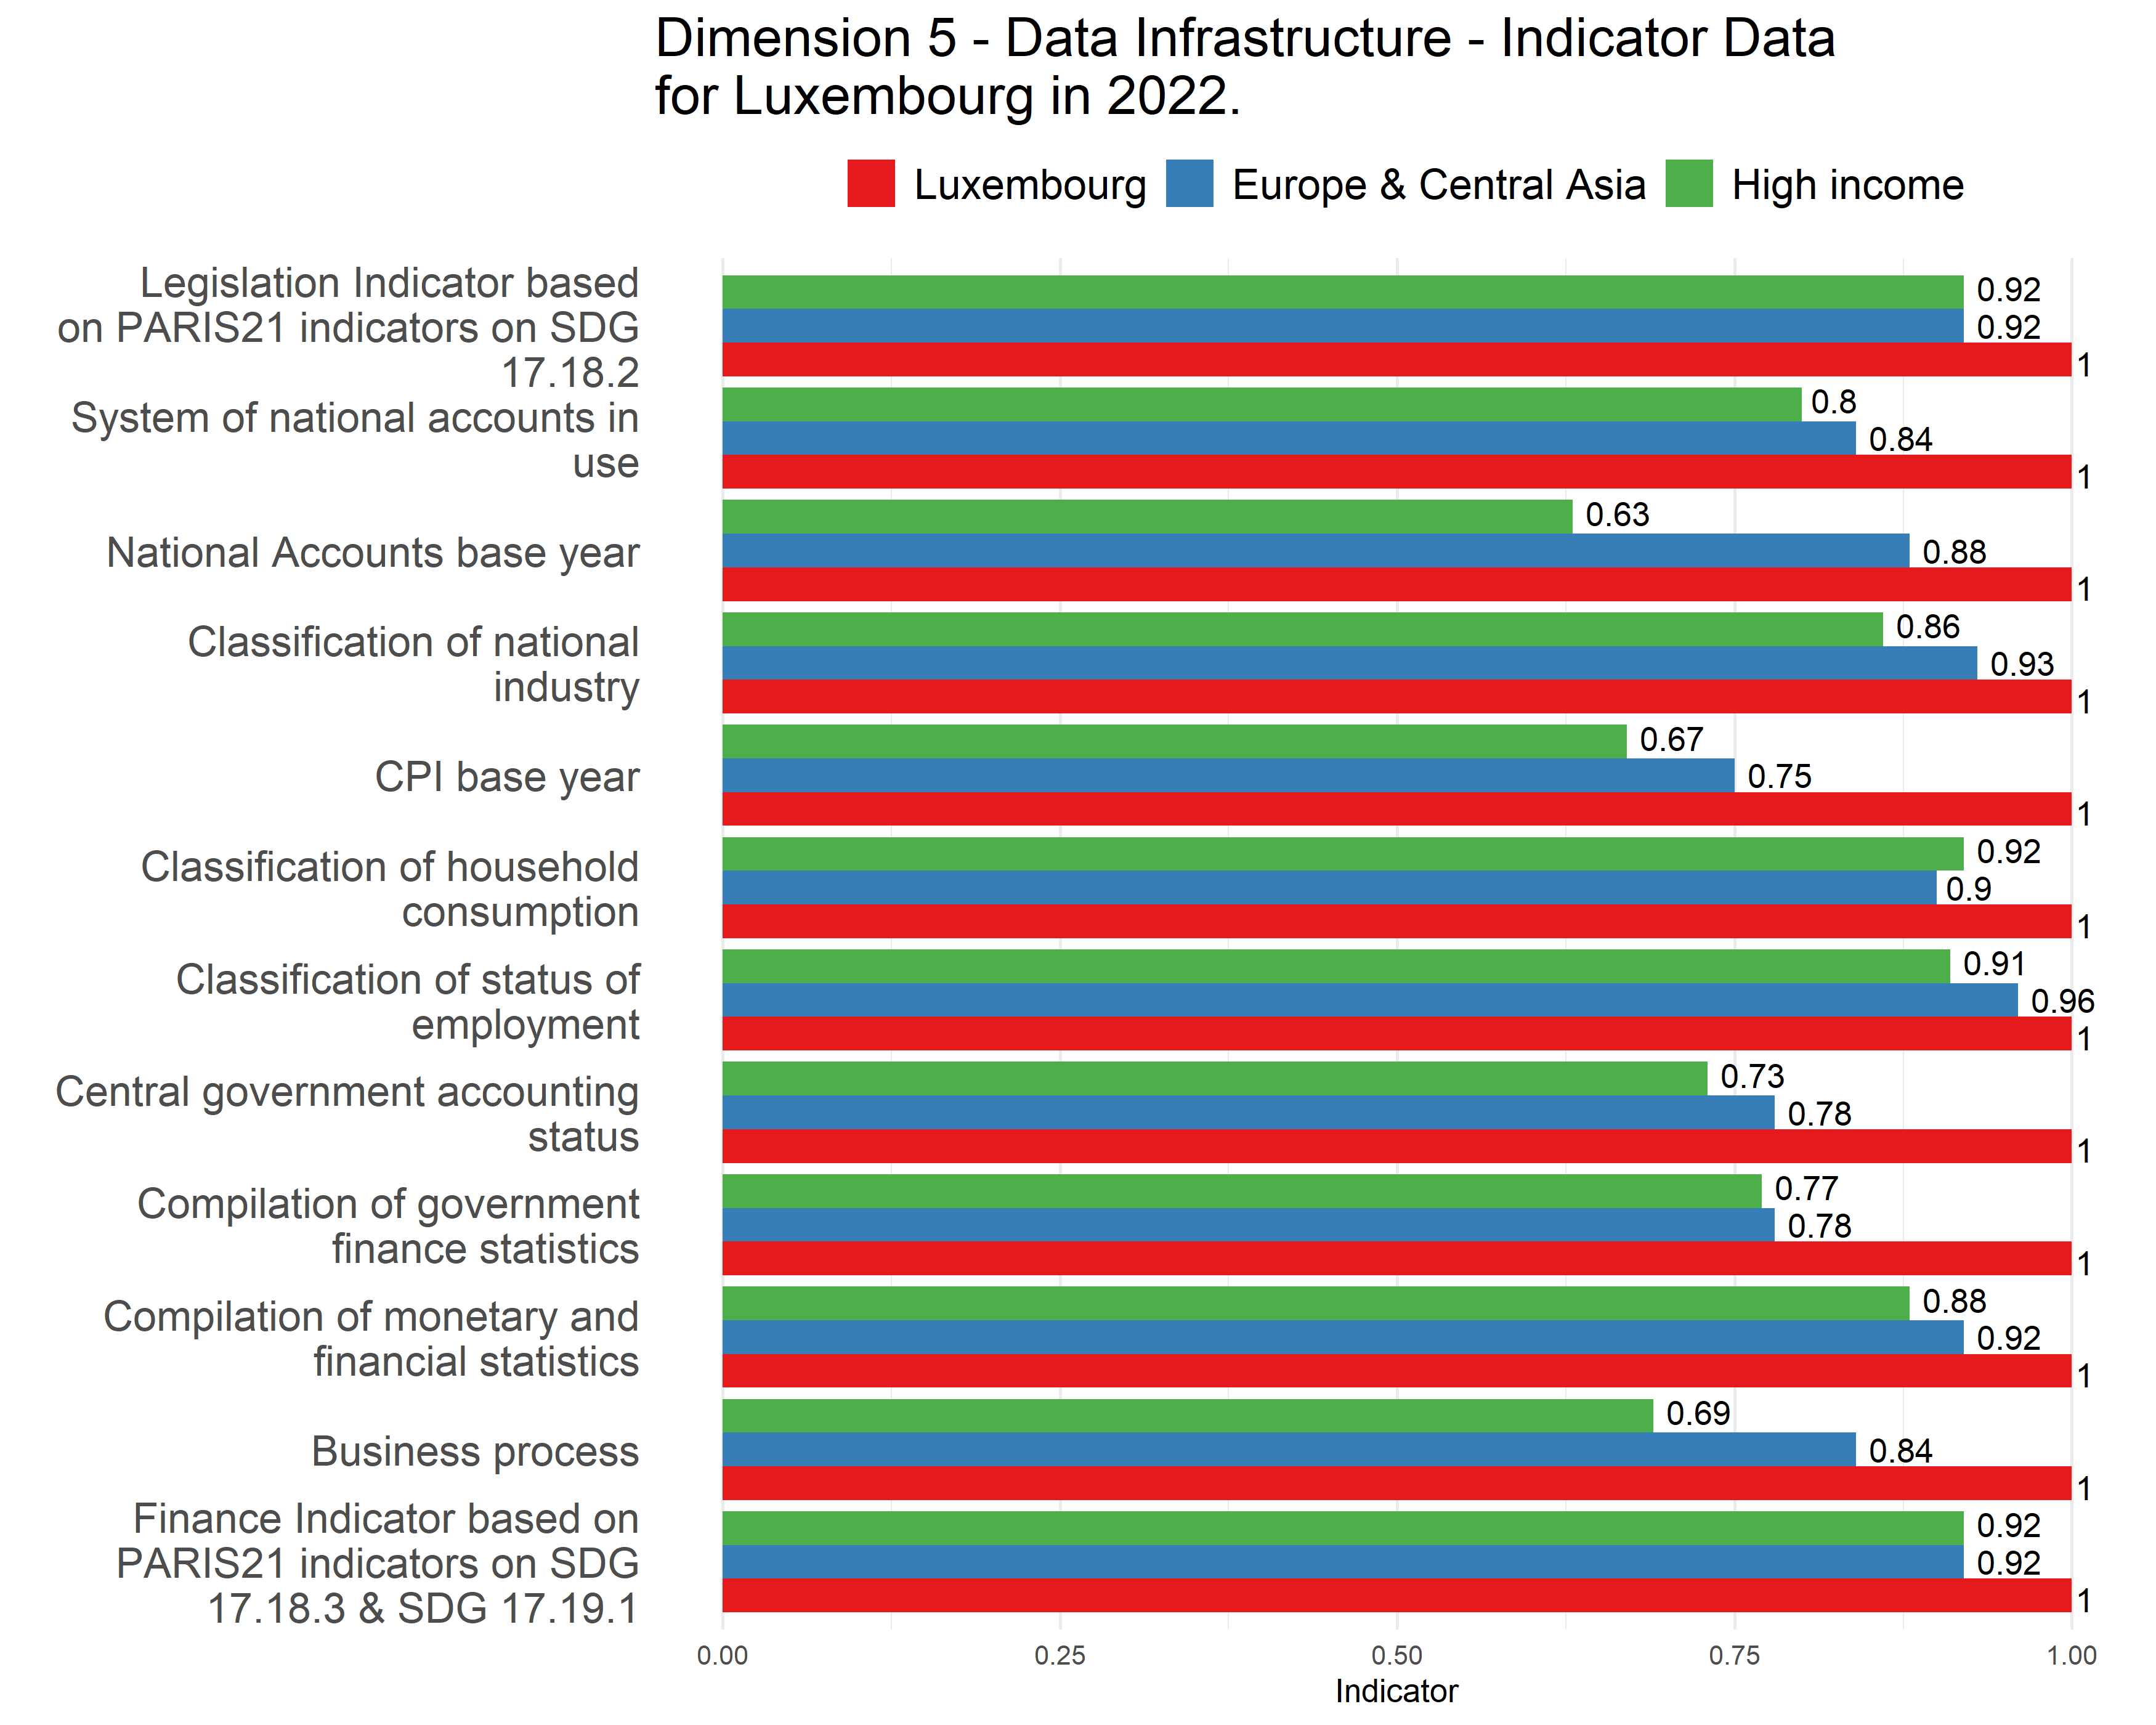 Dimension 5 - Data Infrastructure - Indicator Data
for Luxembourg in 2022.
Luxembourg Europe & Central Asia High income
Legislation Indicator based
on PARIS21 indicators on SDG
17.18.2
0.92
0.92
1
System of national accounts in
use
0.8
0.84
1
National Accounts base year
0.63
0.88
1
Classification of national
industry
0.86
0.93
1
CPI base year
0.67
0.75
1
Classification of household
consumption
0.92
0.9
1
Classification of status of
employment
0.91
0.96
1
Central government accounting
status
0.73
0.78
1
Compilation of government
finance statistics
0.77
0.78
1
Compilation of monetary and
financial statistics
0.88
0.92
1
Business process
0.69
0.84
1
Finance Indicator based on
PARIS21 indicators on SDG
17.18.3 & SDG 17.19.1
0.92
0.92
1
0.00 0.25 0.50 0.75 1.00
Indicator